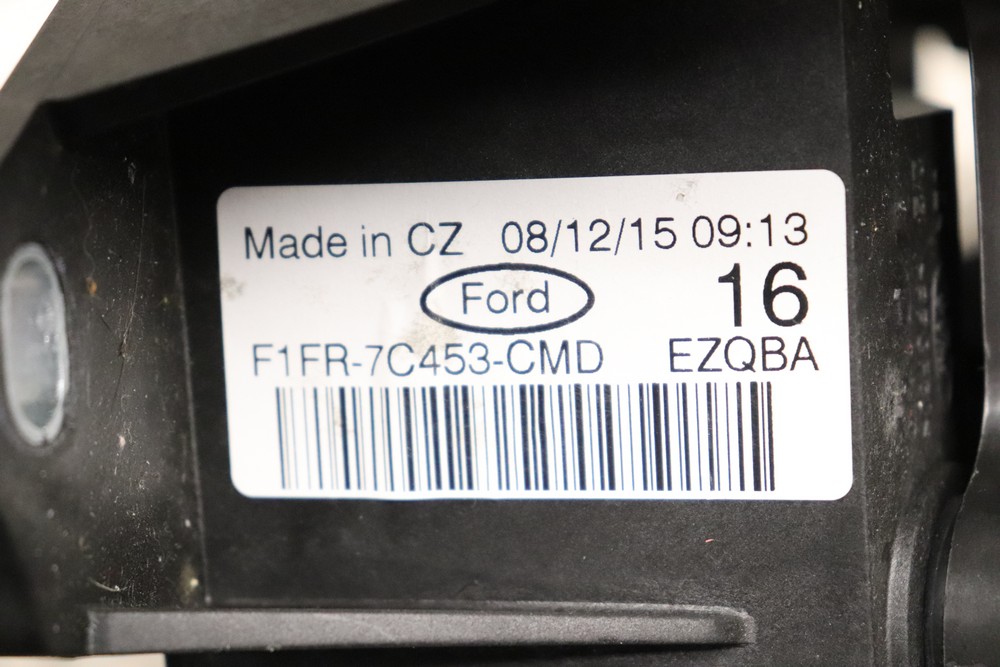 Made in CZ 08/12/15 09:13
Ford 16
F1FR-7C453-CMD EZQBA